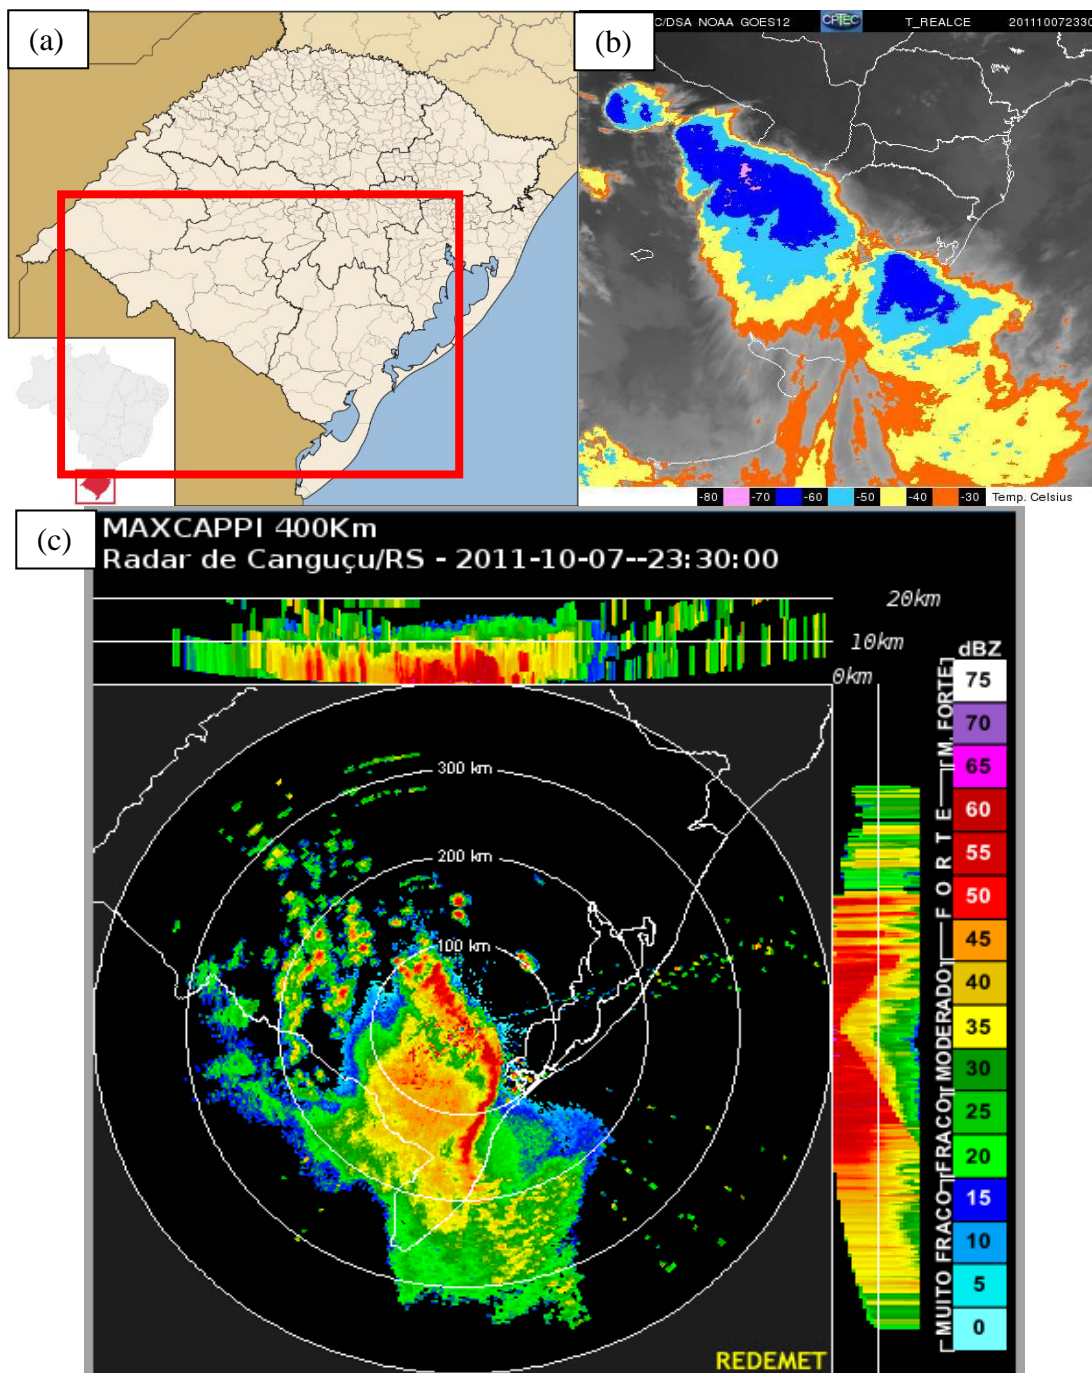 (a)
(b)
C/DSA NOAA GOES12
CPTEC
T_REALCE
201110072330
-80
-70
-60
-50
-40
-30
Temp. Celsius
(c)
MAXCAPPI 400Km
Radar de Canguçu/RS - 2011-10-07--23:30:00
20km
10km
0km
dBZ
75
70
65
60
55
50
45
40
35
30
25
20
15
10
5
0
M. FORTE
FORTE
MODERADO
FRACO
MUITO FRACO
300 km
200 km
100 km
REDEMET